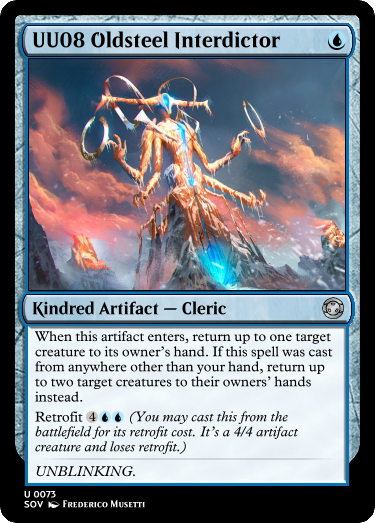 UU08 Oldsteel Interdictor
Kindred Artifact — Cleric
When this artifact enters, return up to one target
creature to its owner's hand. If this spell was cast
from anywhere other than your hand, return up
to two target creatures to their owners' hands
instead.
Retrofit 4 (You may cast this from the
battlefield for its retrofit cost. It's a 4/4 artifact
creature and loses retrofit.)
UNBLINKING.
U 0073
SOV Frederico Musetti